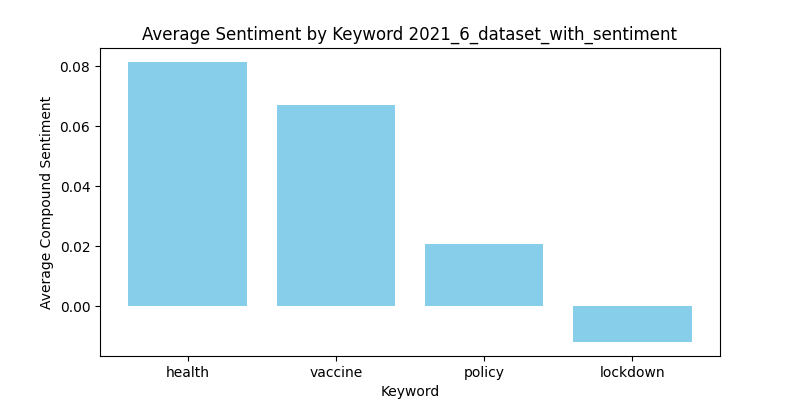 Average Sentiment by Keyword 2021_6_dataset_with_sentiment
Average Compound Sentiment
0.08
0.06
0.04
0.02
0.00
health vaccine policy lockdown
Keyword